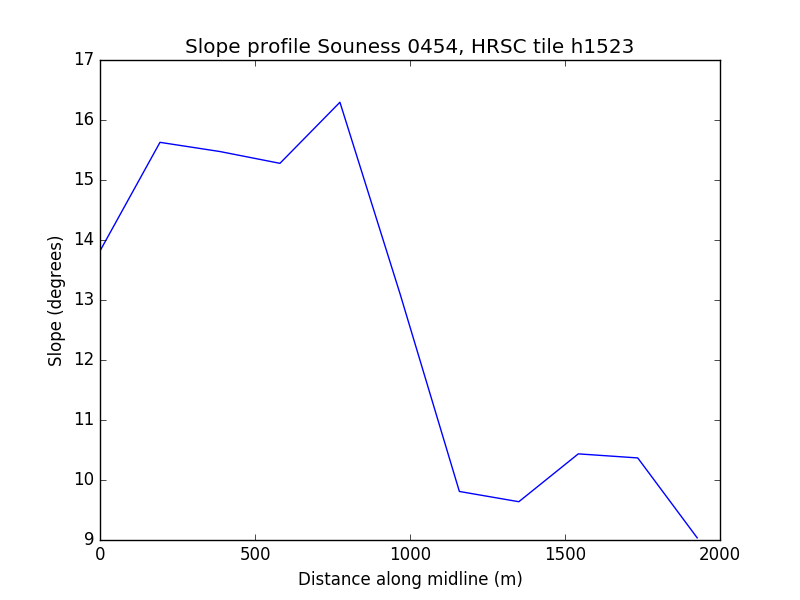 Slope profile Souness 0454, HRSC tile h1523
17
16
15
14
13
12
11
10
9
Slope (degrees)
0 500 1000 1500 2000
Distance along midline (m)